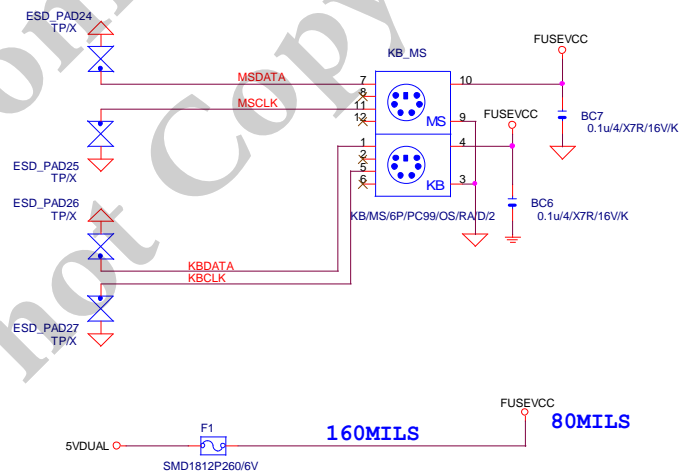 ESD_PAD24
TP/X
KB_MS
FUSEVCC
MSDATA
7
10
8
MSCLK
11
FUSEVCC
BC7
0.1u/4/X7R/16V/K
12
MS
9
1
4
2
ESD_PAD25
TP/X
5
6
KB
3
ESD_PAD26
TP/X
BC6
0.1u/4/X7R/16V/K
KB/MS/6P/PC99/OS/RA/D/2
KBDATA
KBCLK
ESD_PAD27
TP/X
not Copy
FUSEVCC
F1
160MILS
80MILS
5VDUAL
SMD1812P260/6V